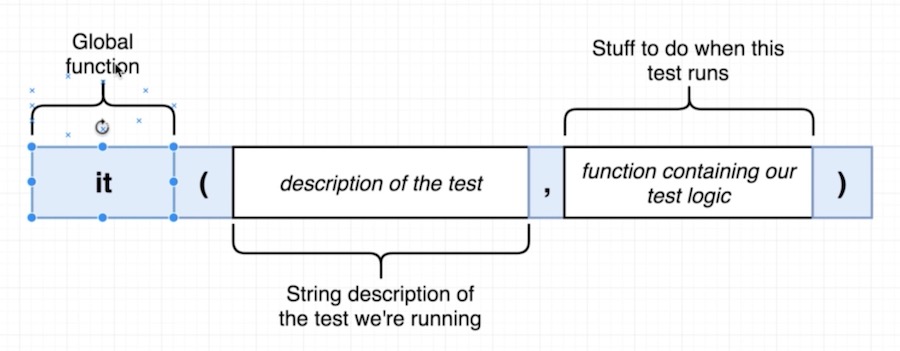 Global
function
Stuff to do when this
test runs
it
(
description of the test
,
function containing our
test logic
)
String description of
the test we're running